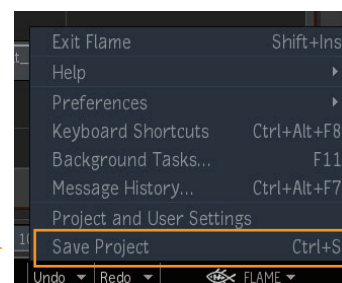 Exit Flame Shift+Ins
Help
Preferences
Keyboard Shortcuts Ctrl+Alt+F8
Background Tasks... F11
Message History... Ctrl+Alt+F7
Project and User Settings
Save Project Ctrl+S
Undo Redo FLAME